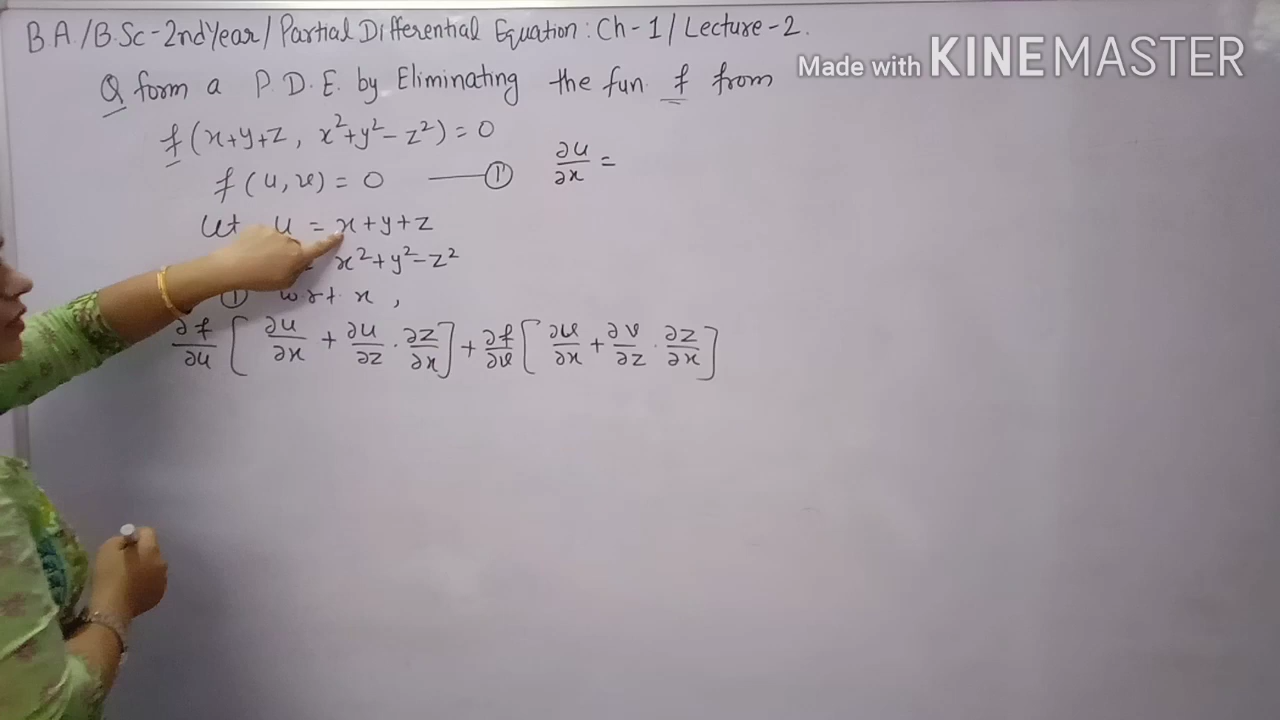 B.A./B.Sc-2ndYear/Partial Differential Equation: Ch-1/Lecture-2.
Made with KINEMASTER
Q form a P.D.E. by Eliminating the fun. f from
f(x+y+z, x²+y²-z²)=0
f(u,v)=0 —— ①
∂u/∂x =
Let u = x+y+z
= x²+y²-z²
① w.r.t. x,
∂f/∂u [∂u/∂x + ∂u/∂z . ∂z/∂x] + ∂f/∂v [∂v/∂x + ∂v/∂z . ∂z/∂x]